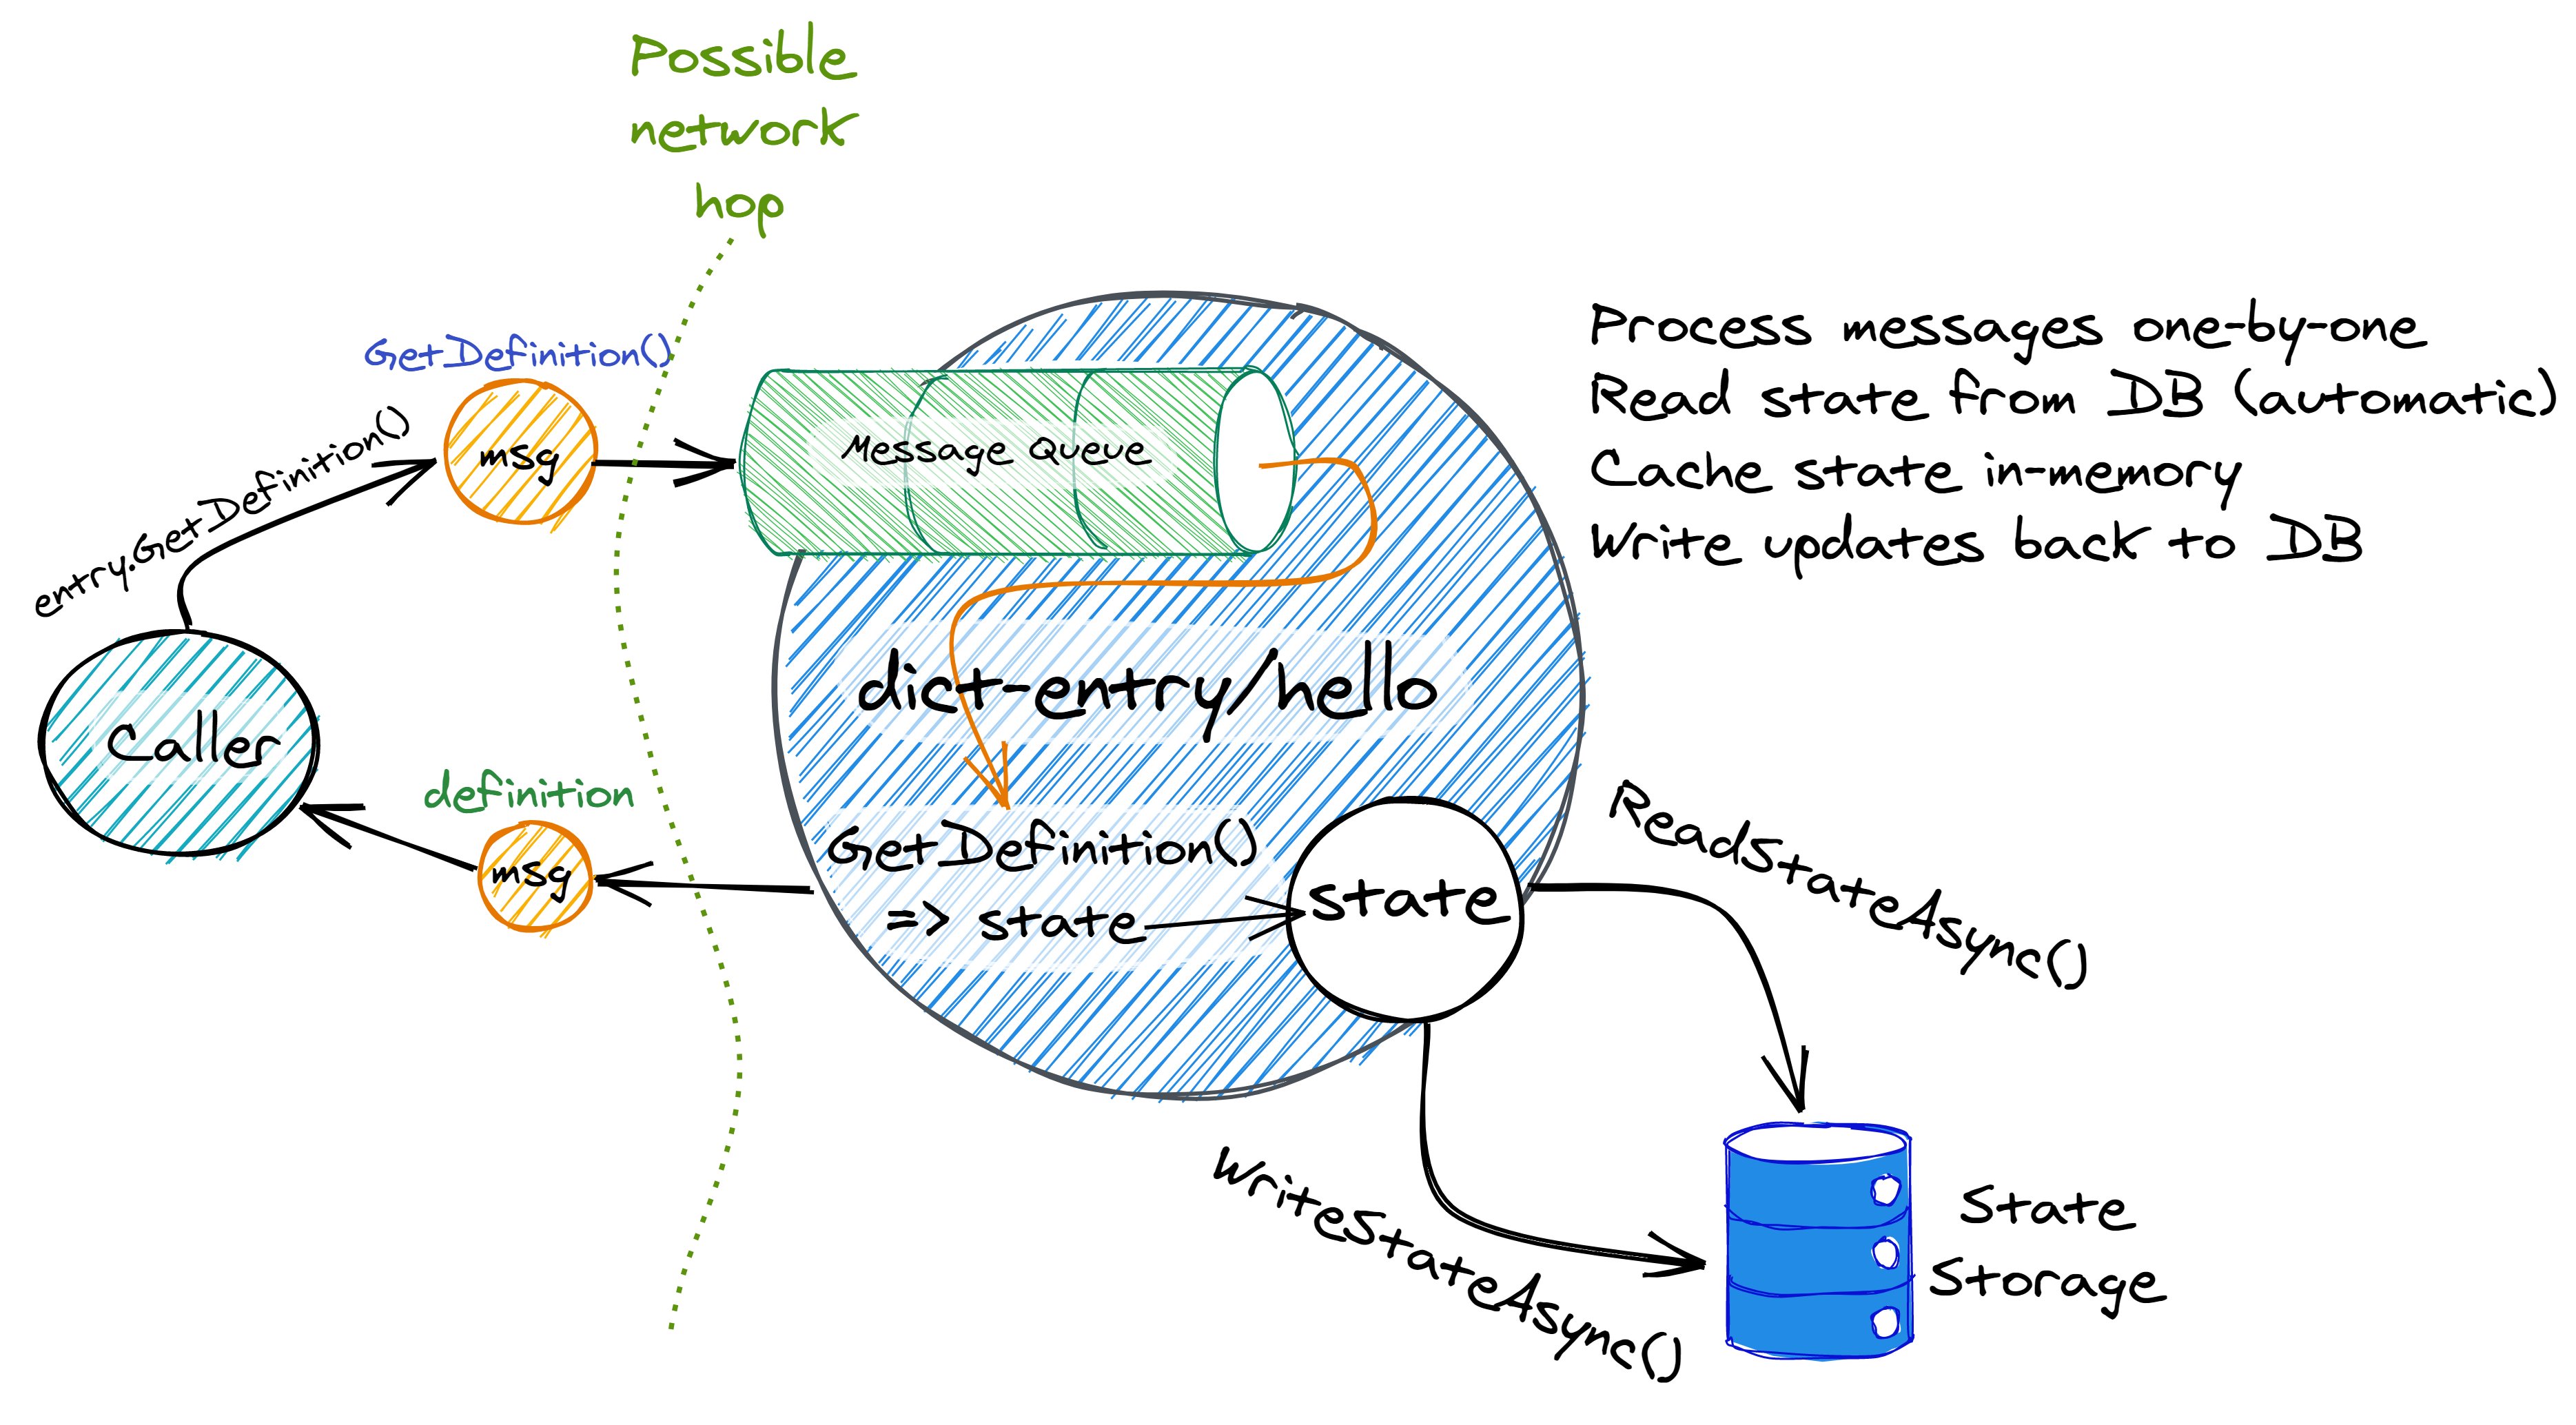 Possible
network
hop
GetDefinition()
entry.GetDefinition()
msg
Message Queue
Process messages one-by-one
Read state from DB (automatic)
Cache state in-memory
Write updates back to DB
dict-entry/hello
Caller
definition
msg
GetDefinition()
=> state
state
ReadStateAsync()
WriteStateAsync()
State
Storage